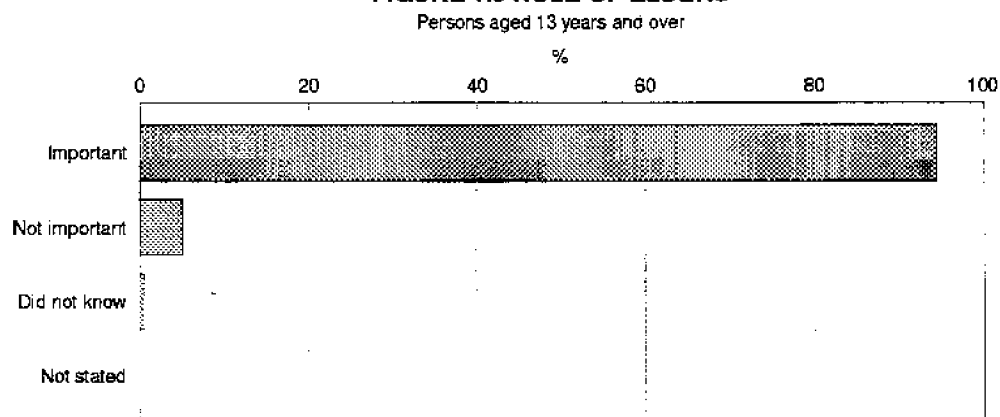 Persons aged 13 years and over
%
0 20 40 60 80 100
Important
Not important
Did not know
Not stated